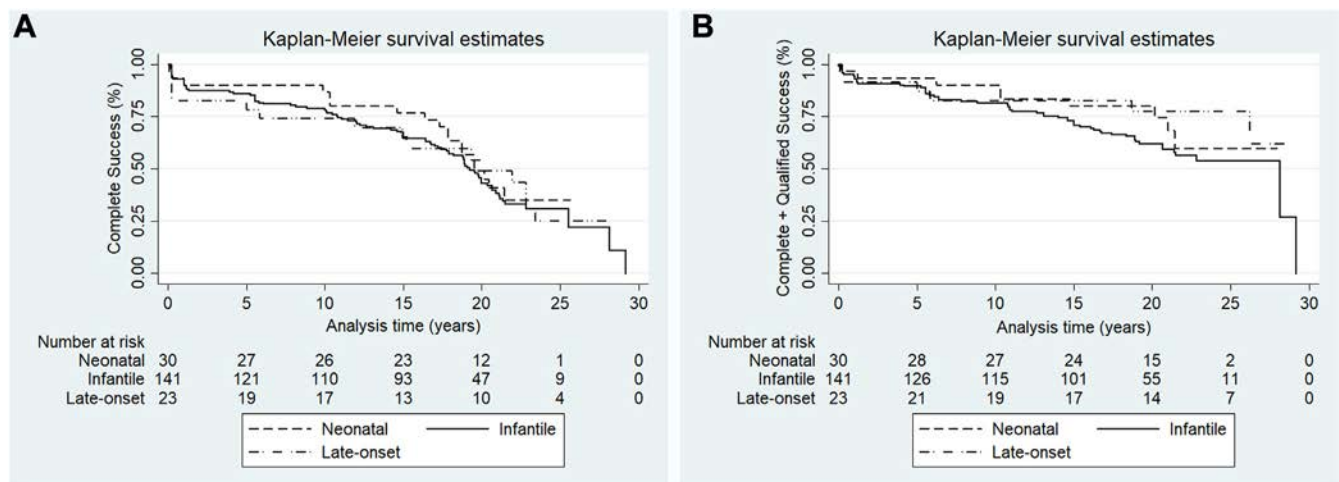 A
Kaplan-Meier survival estimates
Complete Success (%)
1.00
0.75
0.50
0.25
0.00
0 5 10 15 20 25 30
Analysis time (years)
Number at risk
Neonatal 30 27 26 23 12 1 0
Infantile 141 121 110 93 47 9 0
Late-onset 23 19 17 13 10 4 0
Neonatal Infantile
Late-onset
B
Kaplan-Meier survival estimates
Complete + Qualified Success (%)
1.00
0.75
0.50
0.25
0.00
0 5 10 15 20 25 30
Analysis time (years)
Number at risk
Neonatal 30 28 27 24 15 2 0
Infantile 141 126 115 101 55 11 0
Late-onset 23 21 19 17 14 7 0
Neonatal Infantile
Late-onset